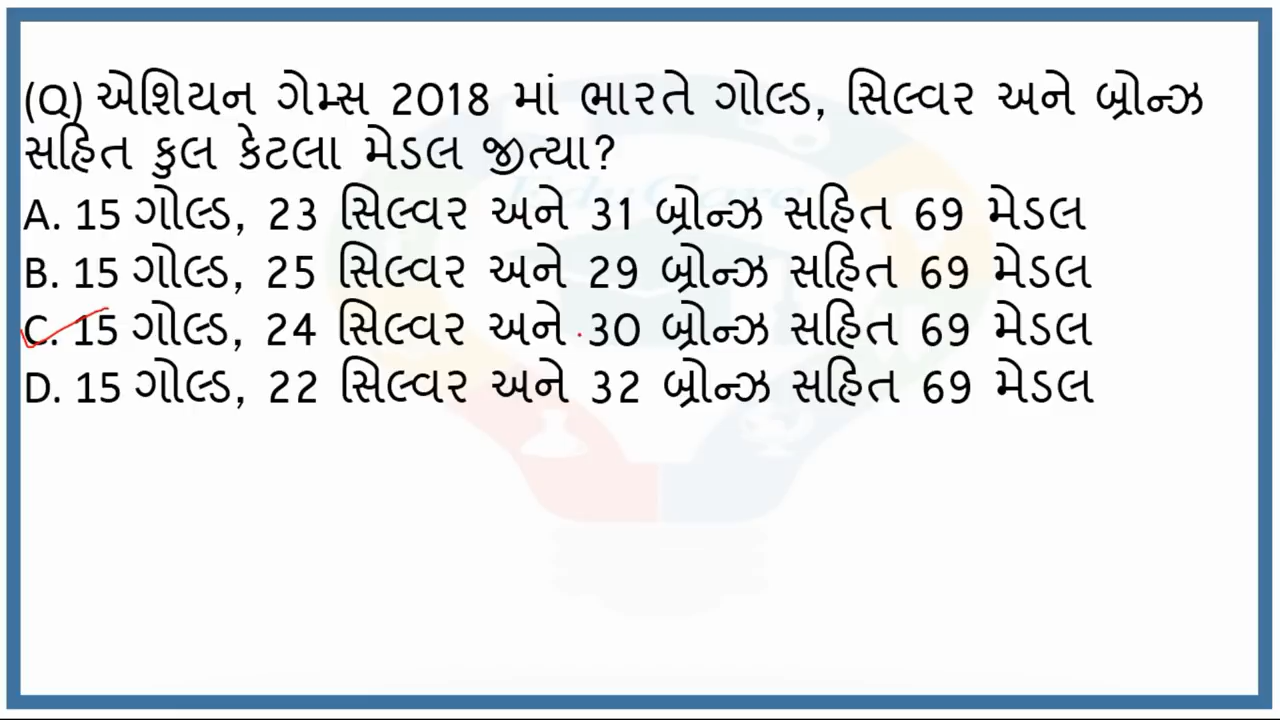 (Q) એશિયન ગેમ્સ 2018 માં ભારતે ગોલ્ડ, સિલ્વર અને બ્રોન્ઝ
સહિત કુલ કેટલા મેડલ જીત્યા?
A. 15 ગોલ્ડ, 23 સિલ્વર અને 31 બ્રોન્ઝ સહિત 69 મેડલ
B. 15 ગોલ્ડ, 25 સિલ્વર અને 29 બ્રોન્ઝ સહિત 69 મેડલ
C. 15 ગોલ્ડ, 24 સિલ્વર અને 30 બ્રોન્ઝ સહિત 69 મેડલ
D. 15 ગોલ્ડ, 22 સિલ્વર અને 32 બ્રોન્ઝ સહિત 69 મેડલ